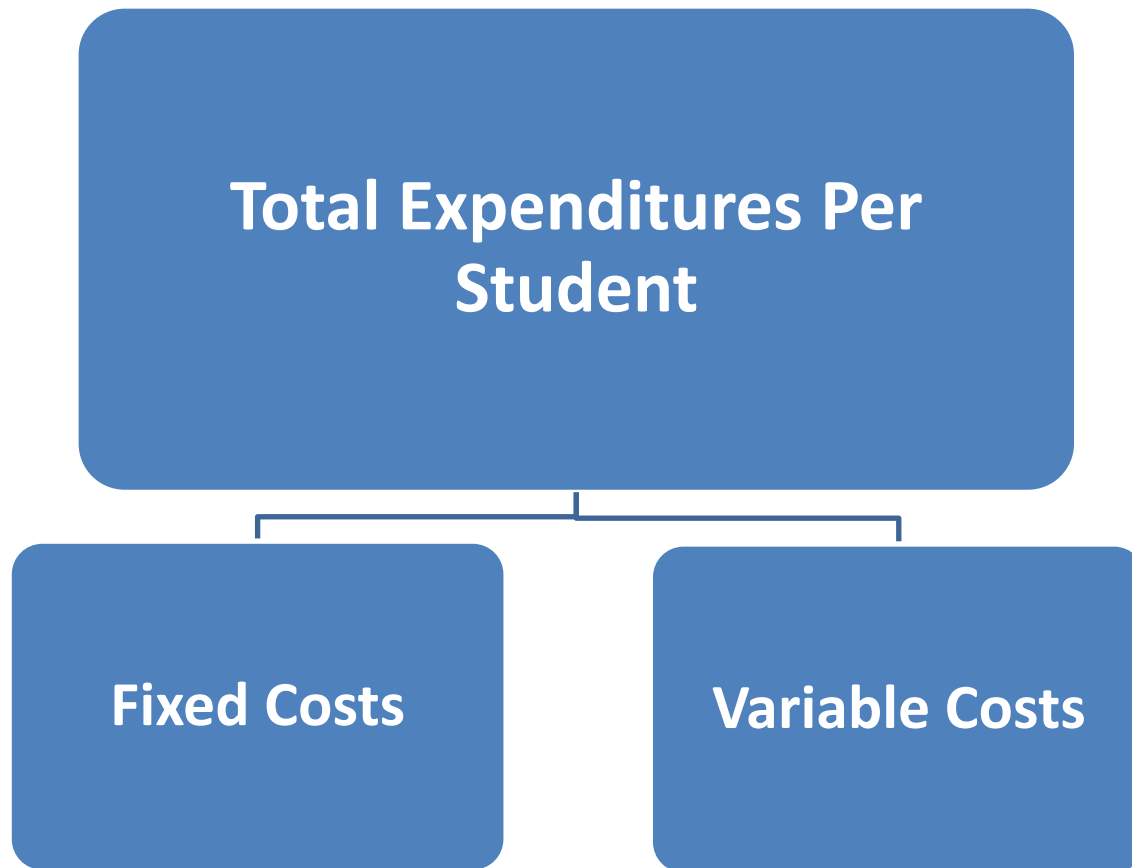 Total Expenditures Per
Student
Fixed Costs
Variable Costs